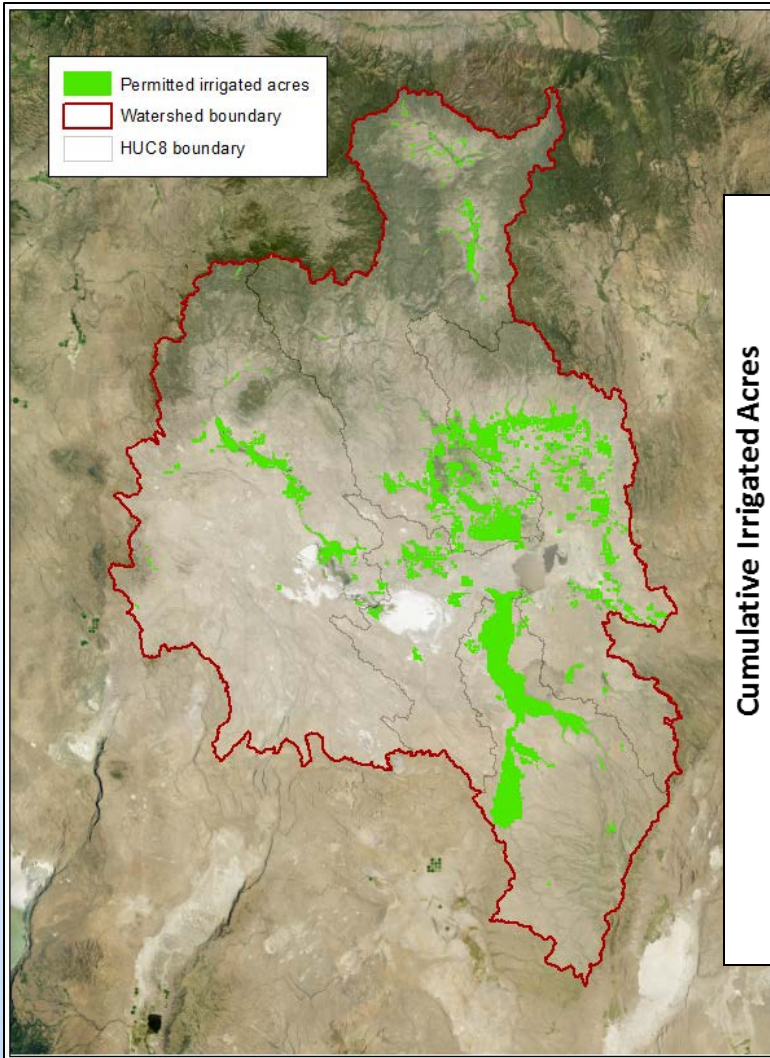 Permitted irrigated acres
Watershed boundary
HUC8 boundary
Cumulative Irrigated Acres